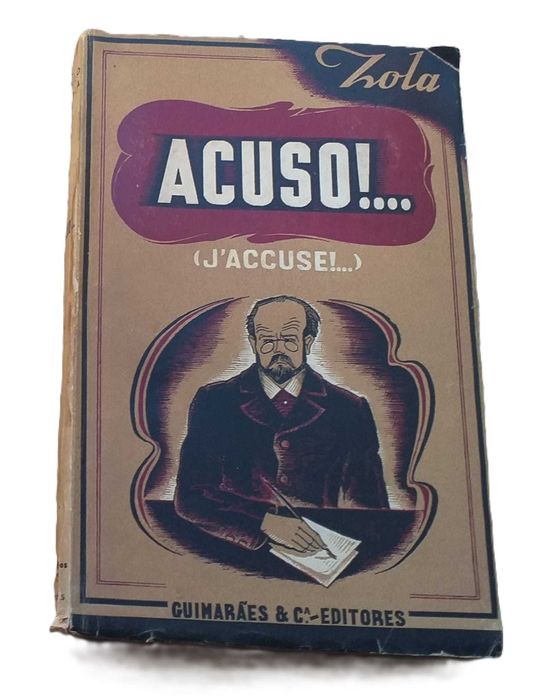 Zola
ACUSO!....
(J'ACCUSE!...)
GUIMARÃES & Cᴬ-EDITORES